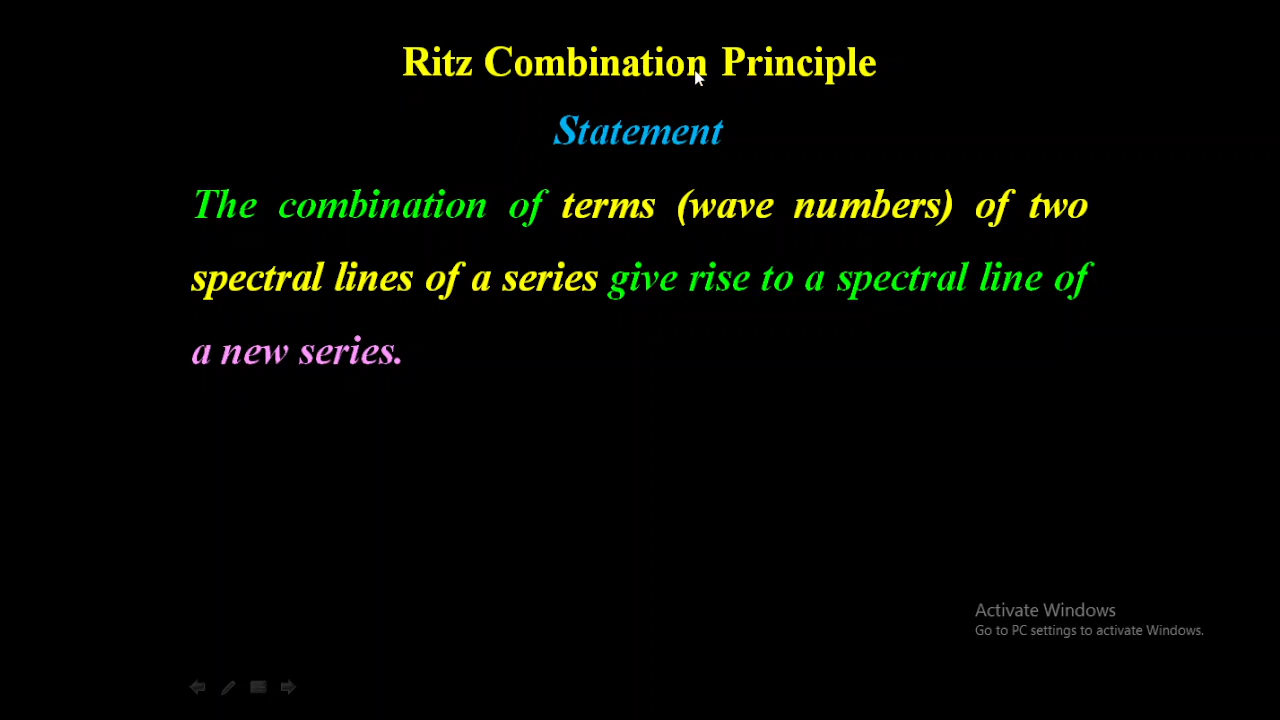 Ritz Combination Principle
Statement
The combination of terms (wave numbers) of two
spectral lines of a series give rise to a spectral line of
a new series.
Activate Windows
Go to PC settings to activate Windows.